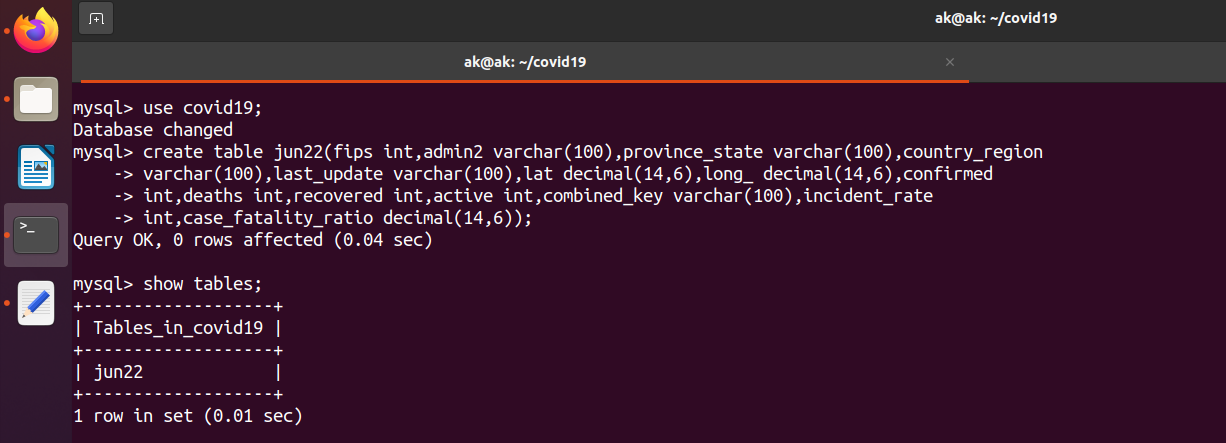 ak@ak: ~/covid19
ak@ak: ~/covid19
mysql> use covid19;
Database changed
mysql> create table jun22(fips int,admin2 varchar(100),province_state varchar(100),country_region
    -> varchar(100),last_update varchar(100),lat decimal(14,6),long_ decimal(14,6),confirmed
    -> int,deaths int,recovered int,active int,combined_key varchar(100),incident_rate
    -> int,case_fatality_ratio decimal(14,6));
Query OK, 0 rows affected (0.04 sec)
mysql> show tables;
+-------------------+
| Tables_in_covid19 |
+-------------------+
| jun22             |
+-------------------+
1 row in set (0.01 sec)